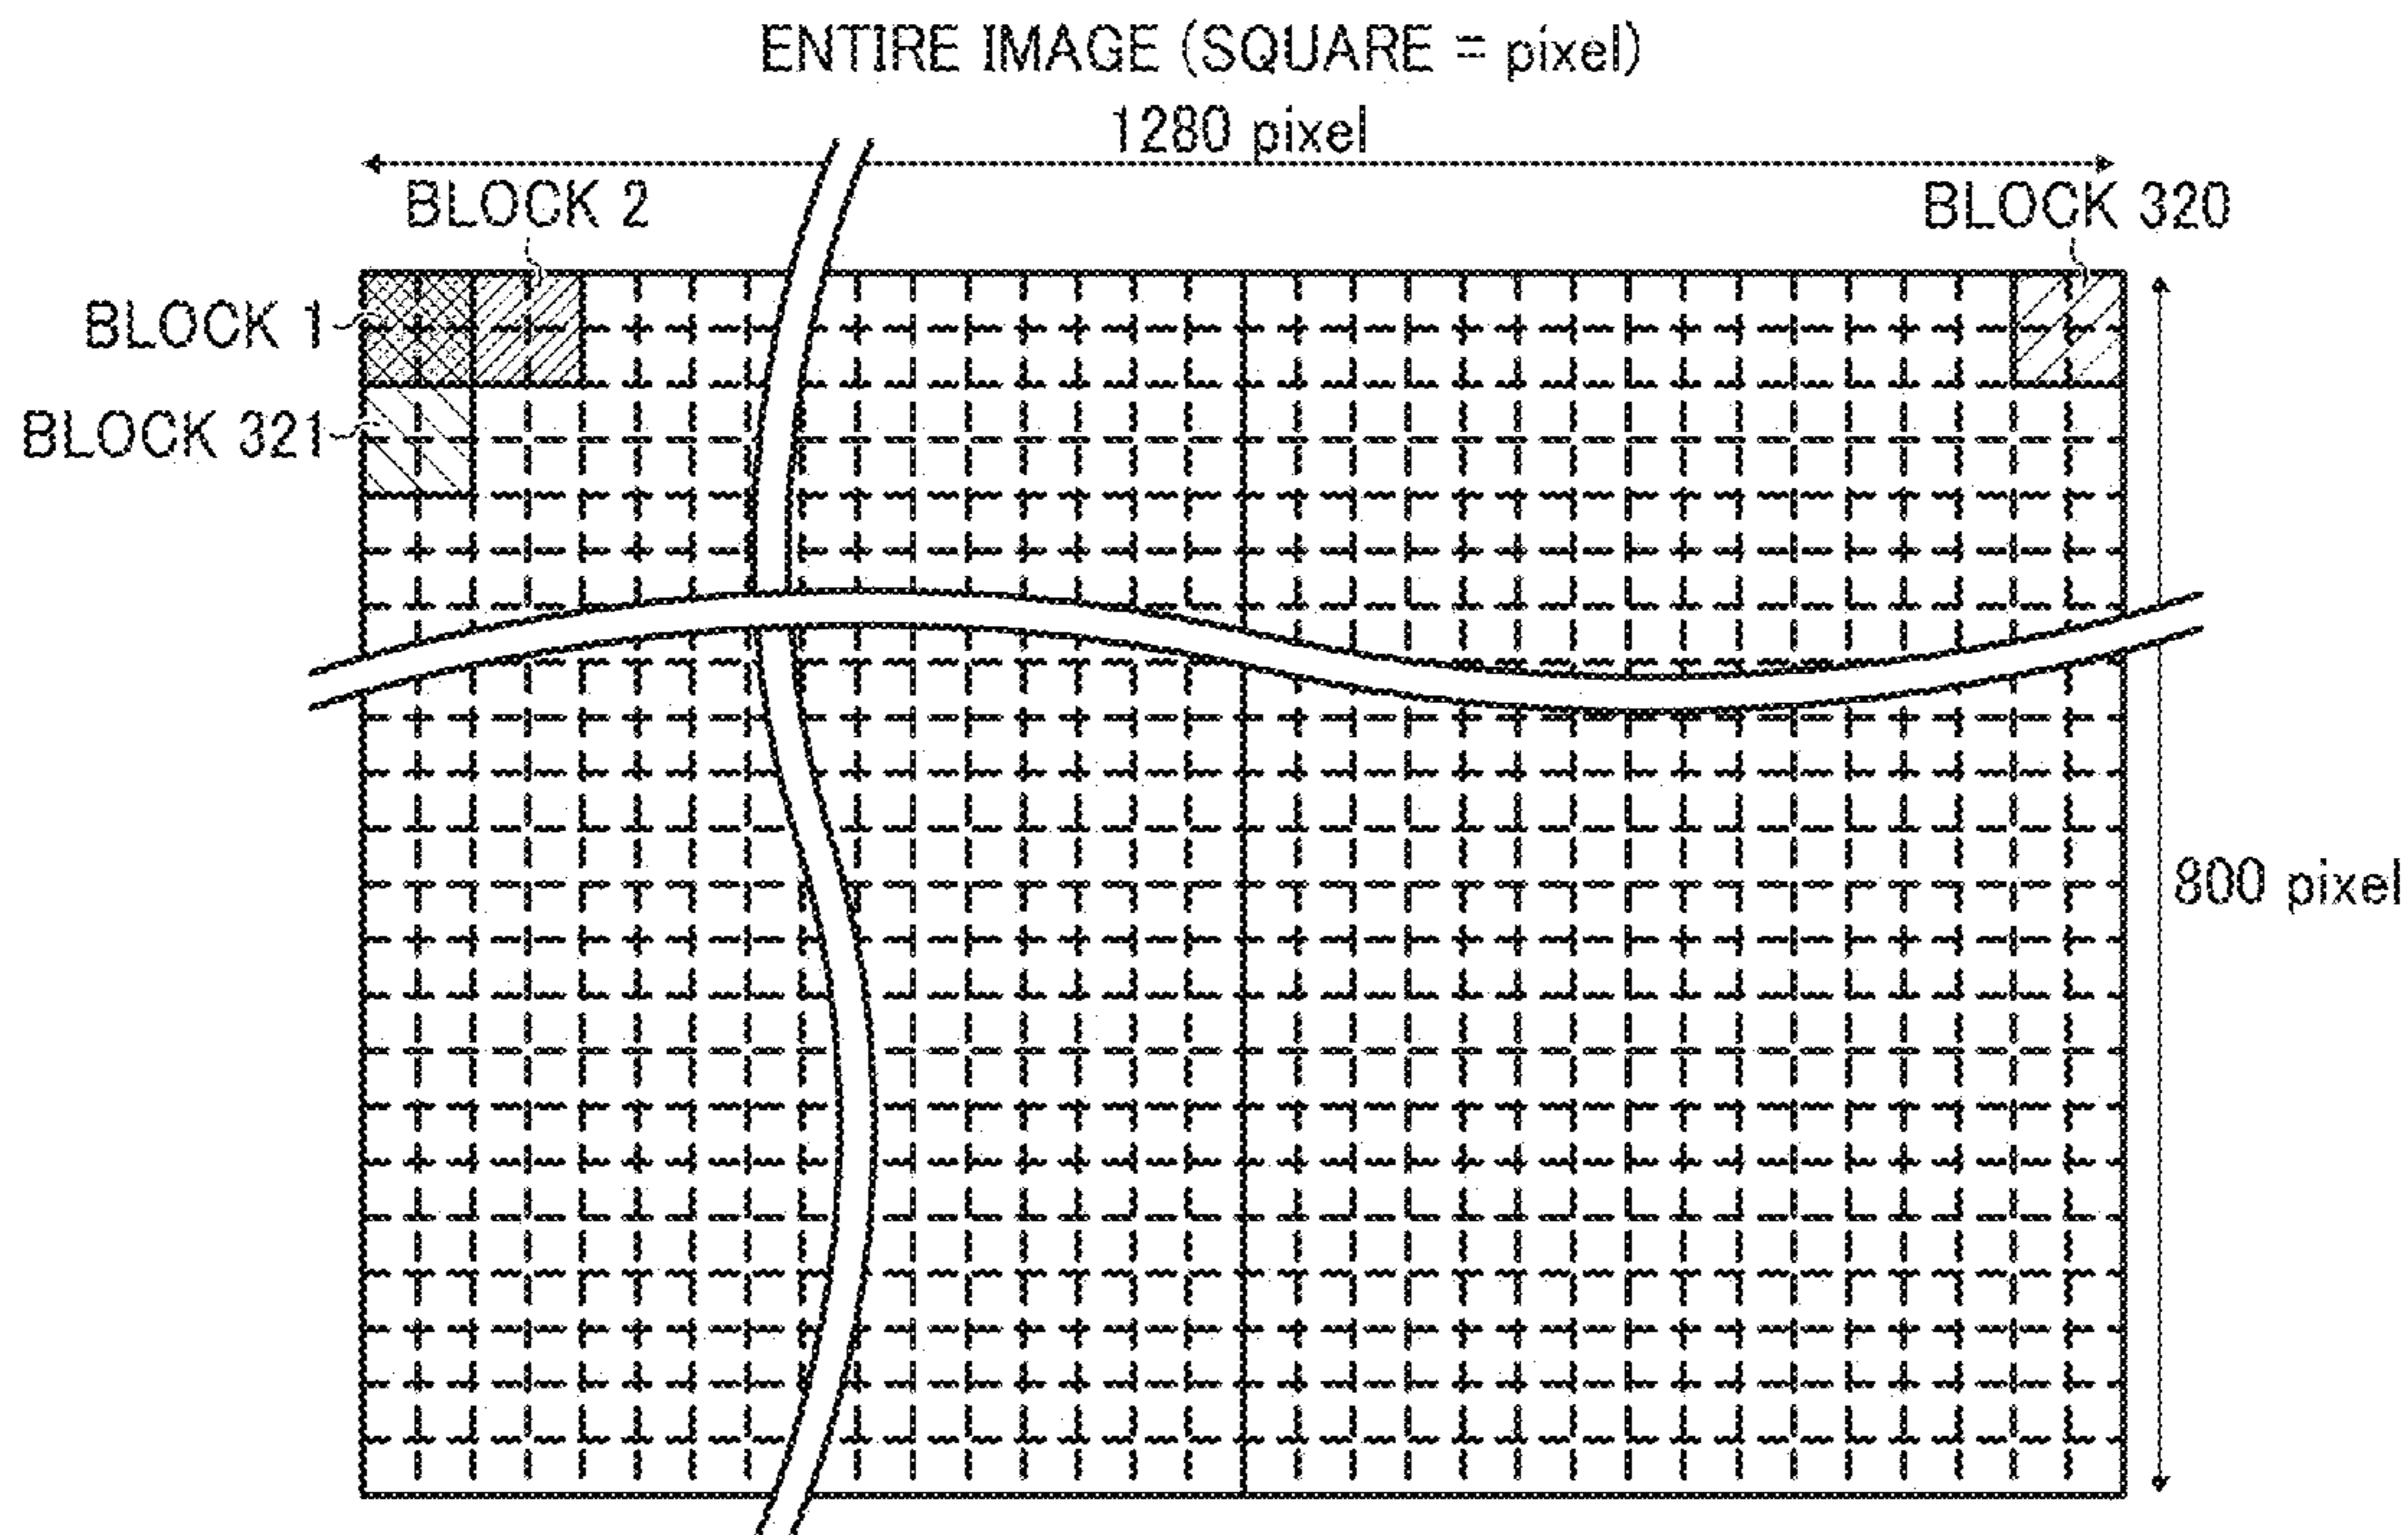 ENTIRE IMAGE (SQUARE = pixel)
1280 pixel
BLOCK 2
BLOCK 320
BLOCK 1
BLOCK 321
800 pixel